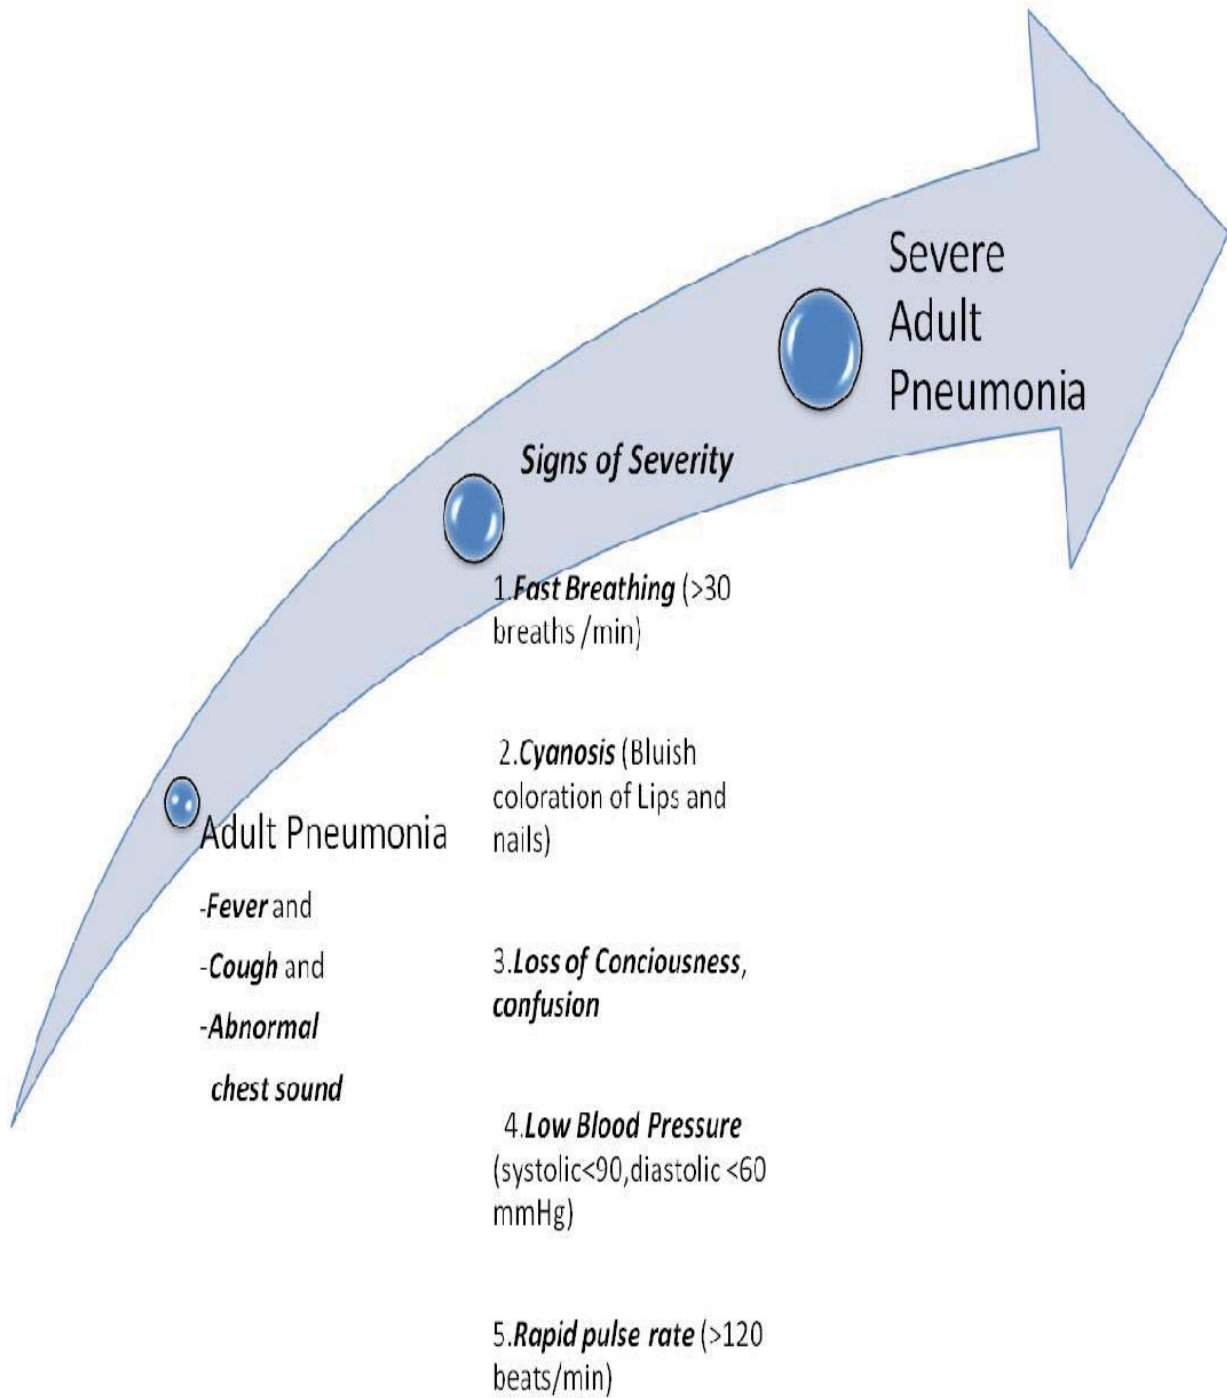 Severe
Adult
Pneumonia
Signs of Severity
1.Fast Breathing (>30
breaths /min)
2.Cyanosis (Bluish
coloration of Lips and
nails)
3.Loss of Conciousness,
confusion
4.Low Blood Pressure
(systolic<90,diastolic <60
mmHg)
5.Rapid pulse rate (>120
beats/min)
Adult Pneumonia
-Fever and
-Cough and
-Abnormal
chest sound